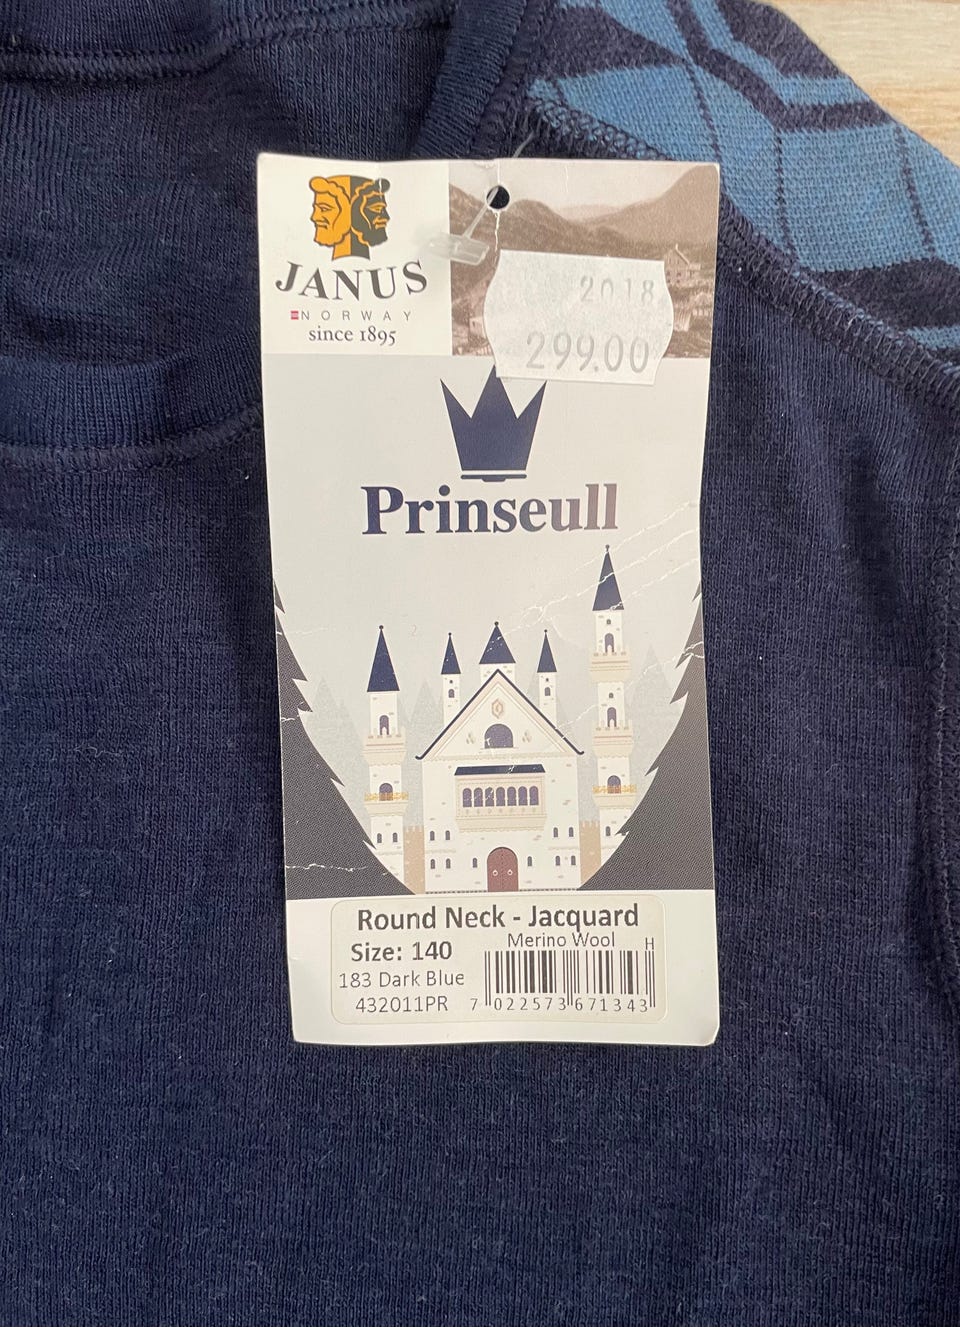 JANUS
NORWAY
since 1895
2018
299.00
Prinseull
Round Neck - Jacquard
Size: 140
Merino Wool
H
183 Dark Blue
432011PR
7 022573 671343